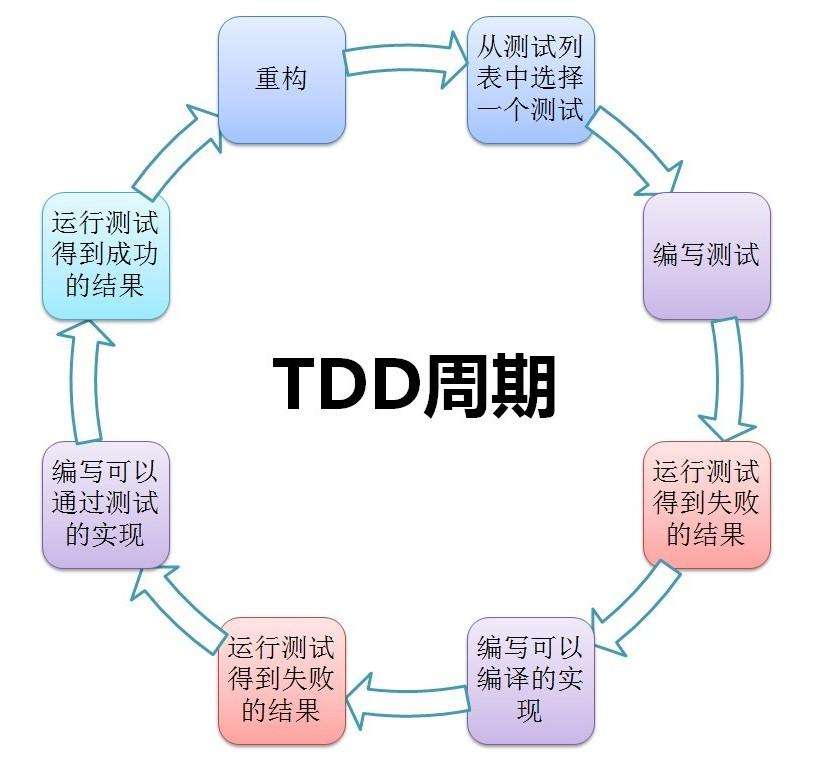 重构
从测试列
表中选择
一个测试
编写测试
运行测试
得到失败
的结果
编写可以
编译的实
现
运行测试
得到失败
的结果
编写可以
通过测试
的实现
运行测试
得到成功
的结果
TDD周期